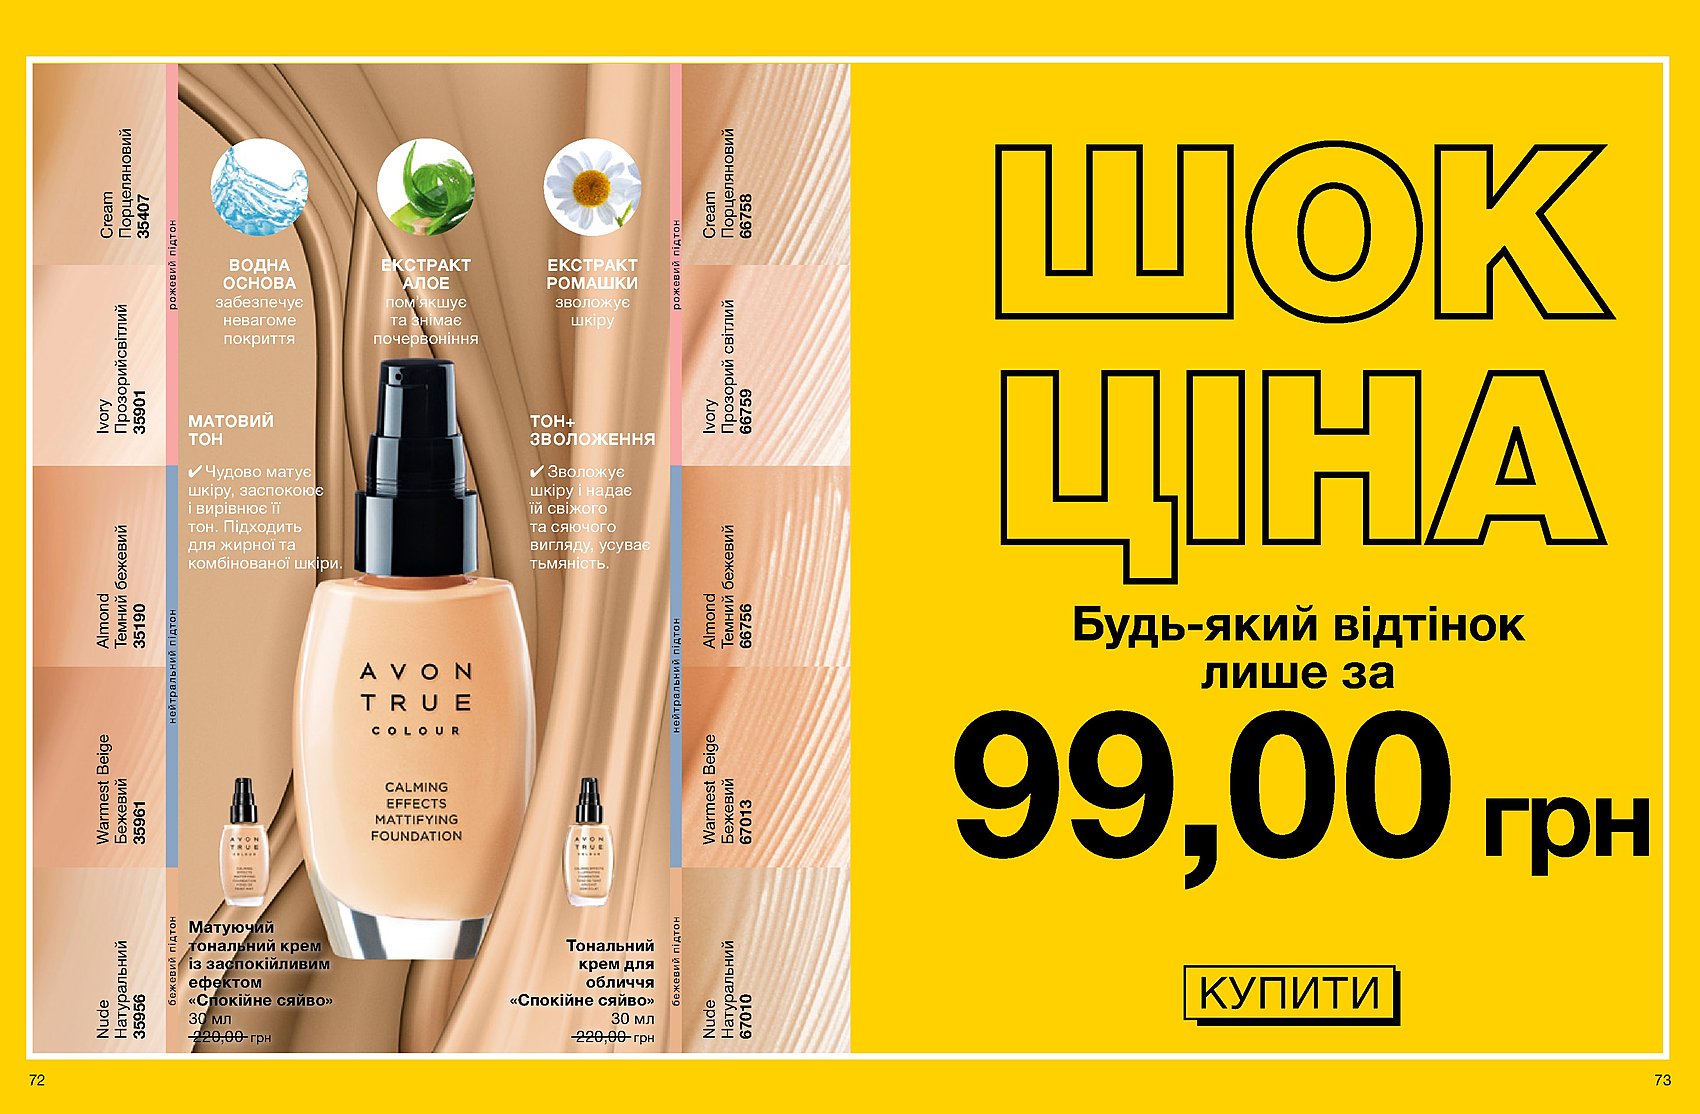 Cream
Порцеляновий
35407
Ivory
Прозорийсвітлий
35901
Almond
Темний бежевий
35190
Warmest Beige
Бежевий
35961
Nude
Натуральний
35956
рожевий підтон
нейтральний підтон
бежевий підтон
ВОДНА
ОСНОВА
забезпечує
невагоме
покриття
ЕКСТРАКТ
АЛОЕ
пом'якшує
та знімає
почервоніння
ЕКСТРАКТ
РОМАШКИ
зволожує
шкіру
МАТОВИЙ
ТОН
✔ Чудово матує
шкіру, заспокоює
і вирівнює її
тон. Підходить
для жирної та
комбінованої шкіри.
ТОН+
ЗВОЛОЖЕННЯ
✔ Зволожує
шкіру і надає
їй свіжого
та сяючого
вигляду, усуває
тьмяність.
AVON
TRUE
COLOUR
CALMING
EFFECTS
MATTIFYING
FOUNDATION
AVON
TRUE
COLOUR
AVON
TRUE
COLOUR
Матуючий
тональний крем
із заспокійливим
ефектом
«Спокійне сяйво»
30 мл
220,00 грн
Тональний
крем для
обличчя
«Спокійне сяйво»
30 мл
220,00 грн
рожевий підтон
нейтральний підтон
бежевий підтон
Cream
Порцеляновий
66758
Ivory
Прозорий світлий
66759
Almond
Темний бежевий
66756
Warmest Beige
Бежевий
67013
Nude
Натуральний
67010
ШОК
ЦІНА
Будь-який відтінок
лише за
99,00 грн
КУПИТИ
72
73